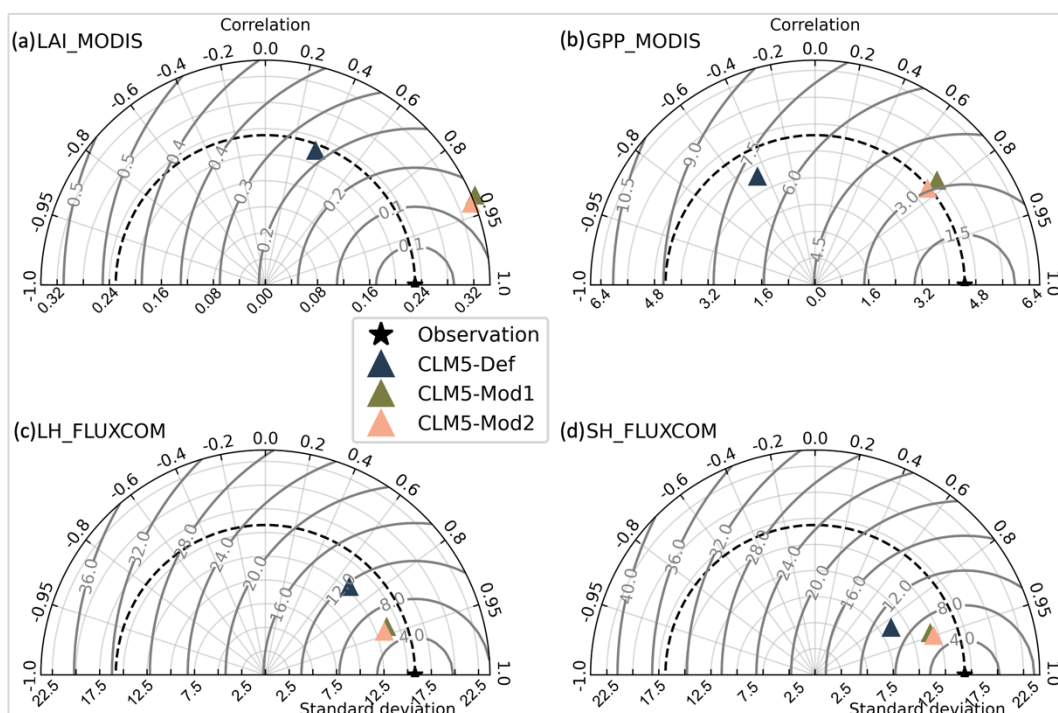 Correlation
(a) LAI_MODIS
-1.0 -0.95 -0.8 -0.6 -0.4 -0.2 0.0 0.2 0.4 0.6 0.8 0.95 1.0
0.5 0.5 0.4 0.4 0.3 0.2 0.2 0.1 0.1
0.32 0.24 0.16 0.08 0.00 0.08 0.16 0.24 0.32
Correlation
(b) GPP_MODIS
-1.0 -0.95 -0.8 -0.6 -0.4 -0.2 0.0 0.2 0.4 0.6 0.8 0.95 1.0
10.5 9.0 7.5 6.0 4.5 3.0 1.5
6.4 4.8 3.2 1.6 0.0 1.6 3.2 4.8 6.4
Observation
CLM5-Def
CLM5-Mod1
CLM5-Mod2
(c) LH_FLUXCOM
-1.0 -0.95 -0.8 -0.6 -0.4 -0.2 0.0 0.2 0.4 0.6 0.8 0.95 1.0
36.0 32.0 28.0 24.0 20.0 16.0 12.0 8.0 4.0
22.5 17.5 12.5 7.5 2.5 2.5 7.5 12.5 17.5 22.5
Standard deviation
(d) SH_FLUXCOM
-1.0 -0.95 -0.8 -0.6 -0.4 -0.2 0.0 0.2 0.4 0.6 0.8 0.95 1.0
40.0 36.0 32.0 28.0 24.0 20.0 16.0 12.0 8.0 4.0
22.5 17.5 12.5 7.5 2.5 2.5 7.5 12.5 17.5 22.5
Standard deviation